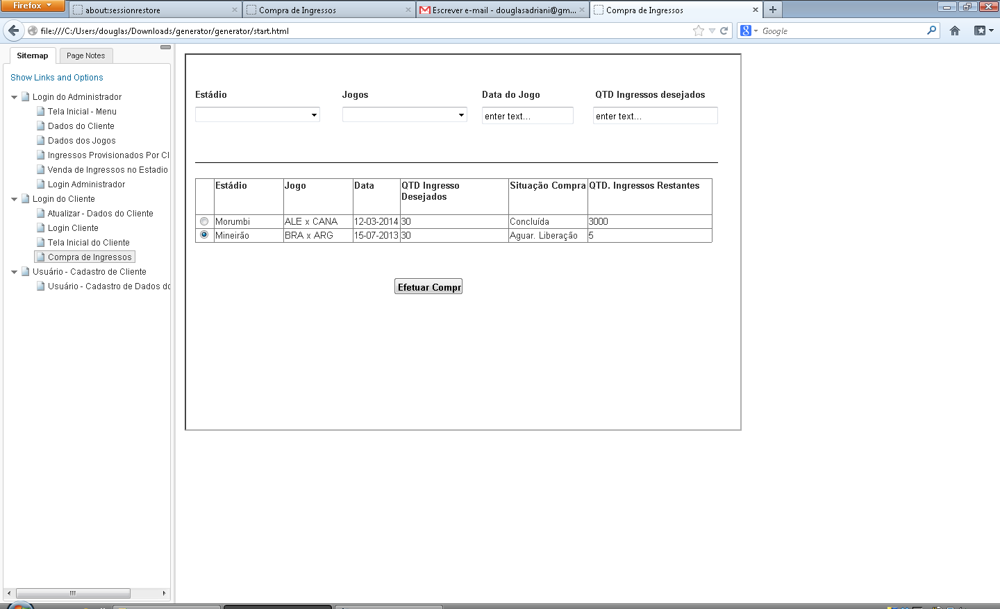 Firefox
about:sessionrestore
Compra de Ingressos
Escrever e-mail - douglasadriani@gm...
Compra de Ingressos
file:///C:/Users/douglas/Downloads/generator/generator/start.html
Google
Sitemap
Page Notes
Show Links and Options
Login do Administrador
Tela Inicial - Menu
Dados do Cliente
Dados dos Jogos
Ingressos Provisionados Por Cl
Venda de Ingressos no Estadio
Login Administrador
Login do Cliente
Atualizar - Dados do Cliente
Login Cliente
Tela Inicial do Cliente
Compra de Ingressos
Usuário - Cadastro de Cliente
Usuário - Cadastro de Dados do
Estádio Jogos Data do Jogo QTD Ingressos desejados
enter text... enter text...
Estádio Jogo Data QTD Ingresso Desejados Situação Compra QTD. Ingressos Restantes
Morumbi ALE x CANA 12-03-2014 30 Concluída 3000
Mineirão BRA x ARG 15-07-2013 30 Aguar. Liberação 5
Efetuar Compr